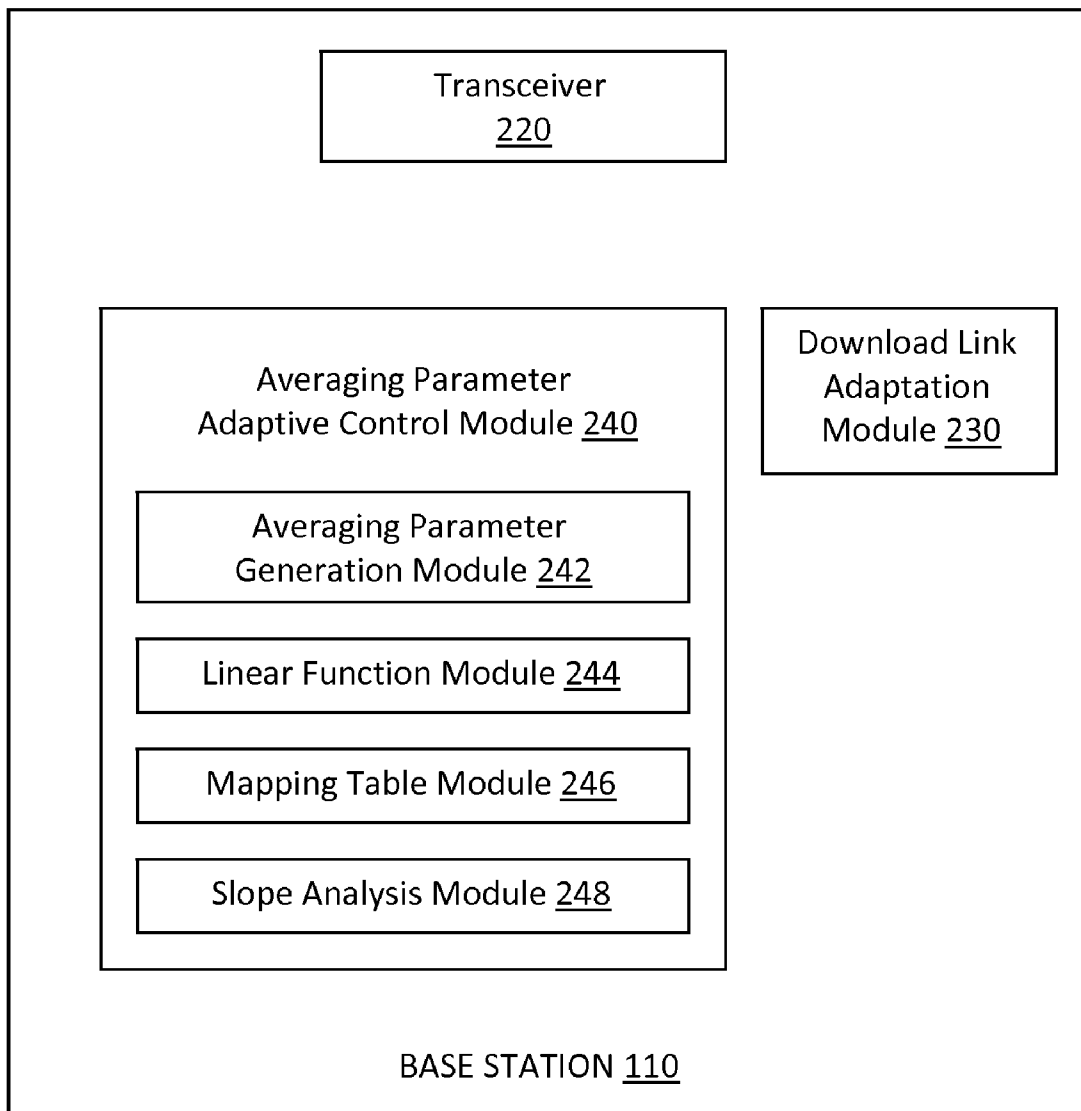 Transceiver
220
Averaging Parameter
Adaptive Control Module 240
Download Link
Adaptation
Module 230
Averaging Parameter
Generation Module 242
Linear Function Module 244
Mapping Table Module 246
Slope Analysis Module 248
BASE STATION 110